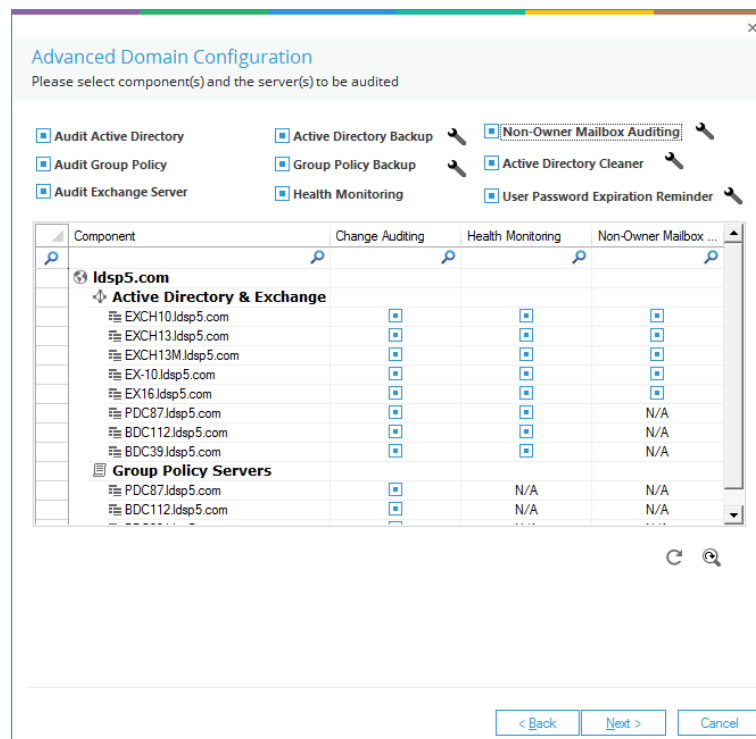 Advanced Domain Configuration
Please select component(s) and the server(s) to be audited
Audit Active Directory Active Directory Backup Non-Owner Mailbox Auditing
Audit Group Policy Group Policy Backup Active Directory Cleaner
Audit Exchange Server Health Monitoring User Password Expiration Reminder
Component Change Auditing Health Monitoring Non-Owner Mailbox ...
ldsp5.com
Active Directory & Exchange
EXCH10.ldsp5.com
EXCH13.ldsp5.com
EXCH13M.ldsp5.com
EX-10.ldsp5.com
EX16.ldsp5.com
PDC87.ldsp5.com N/A
BDC112.ldsp5.com N/A
BDC39.ldsp5.com N/A
Group Policy Servers
PDC87.ldsp5.com N/A N/A
BDC112.ldsp5.com N/A N/A
< Back Next > Cancel